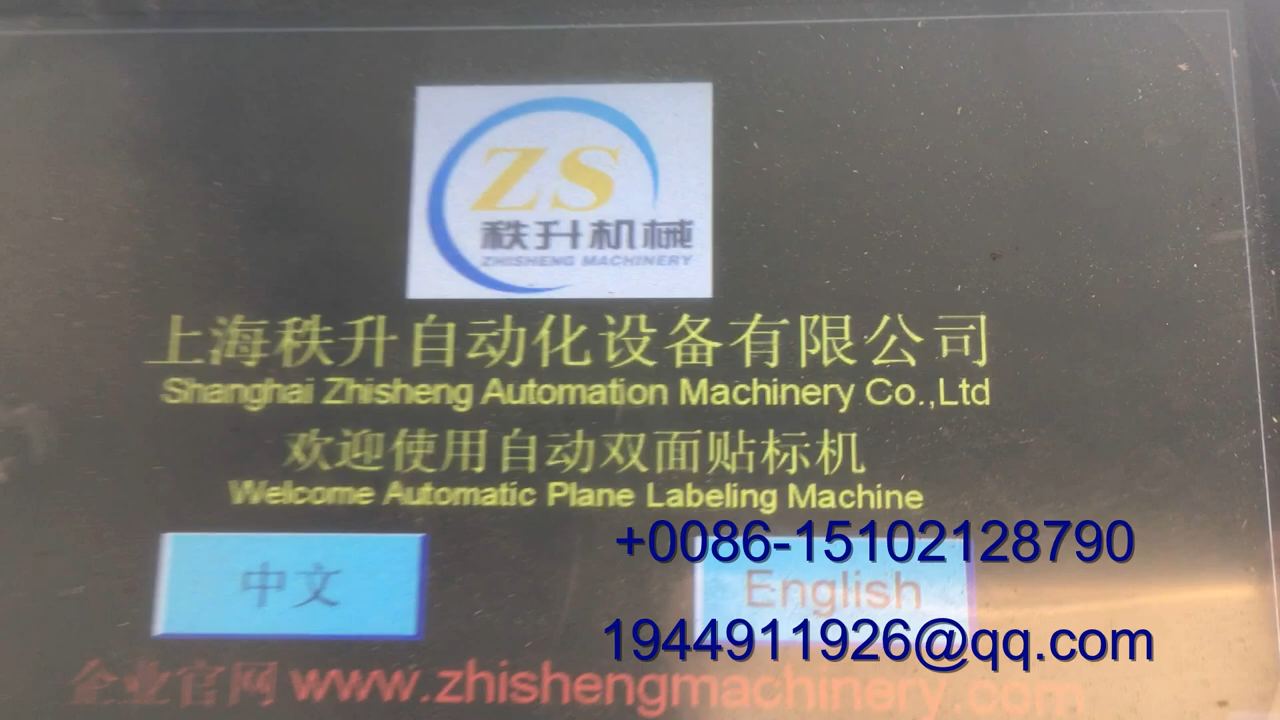 ZS
秩升机械
ZHISHENG MACHINERY
上海秩升自动化设备有限公司
Shanghai Zhisheng Automation Machinery Co.,Ltd
欢迎使用自动双面贴标机
Welcome Automatic Plane Labeling Machine
+0086-15102128790
中文
English
1944911926@qq.com
企业官网 www.zhishengmachinery.com